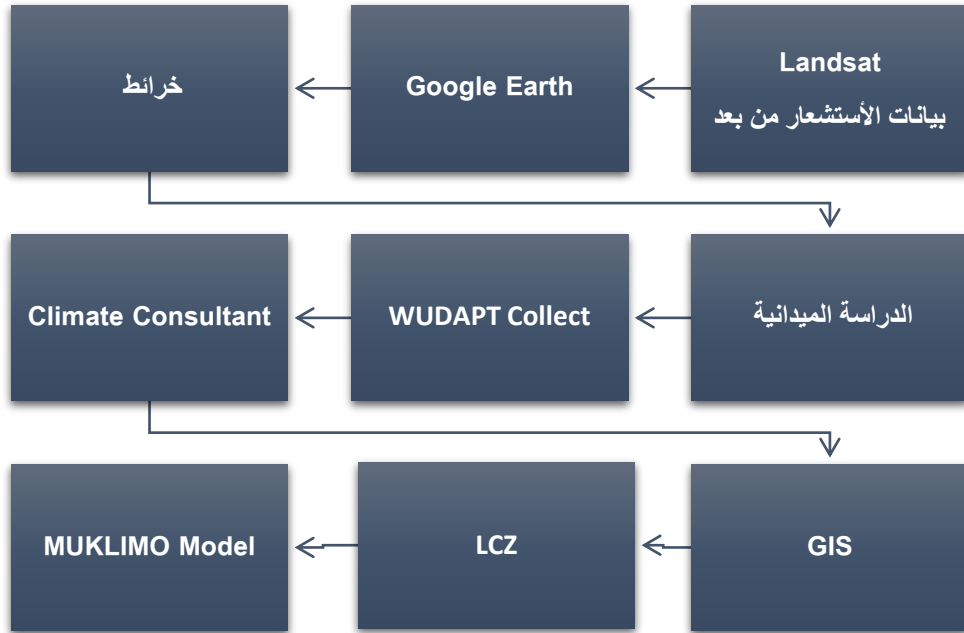 Landsat
بيانات الأستشعار من بعد
Google Earth
خرائط
الدراسة الميدانية
WUDAPT Collect
Climate Consultant
GIS
LCZ
MUKLIMO Model